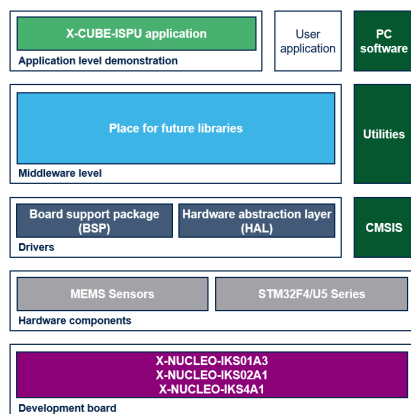 X-CUBE-ISPU application
Application level demonstration
User
application
PC
software
Place for future libraries
Middleware level
Utilities
Board support package
(BSP)
Hardware abstraction layer
(HAL)
Drivers
CMSIS
MEMS Sensors
STM32F4/U5 Series
Hardware components
X-NUCLEO-IKS01A3
X-NUCLEO-IKS02A1
X-NUCLEO-IKS4A1
Development board